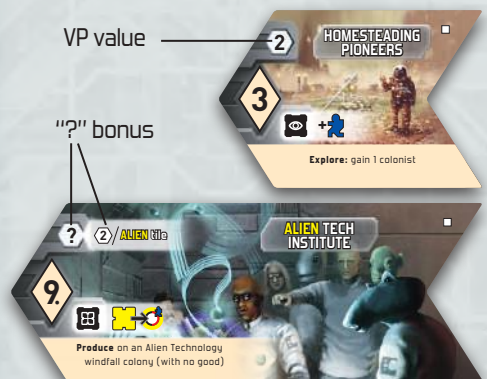 VP value
2
HOMESTEADING
PIONEERS
3
+
Explore: gain 1 colonist
"?" bonus
?
2/ALIEN tile
ALIEN TECH
INSTITUTE
9.
Produce on an Alien Technology
windfall colony (with no good)